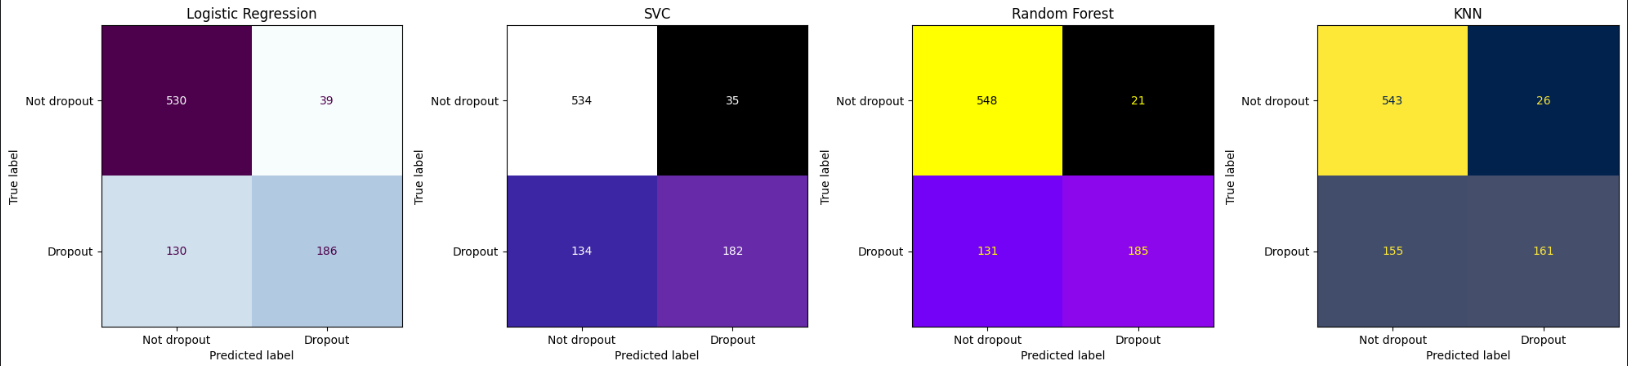 Logistic Regression
True label
Not dropout
530
39
Dropout
130
186
Not dropout
Dropout
Predicted label
SVC
True label
Not dropout
534
35
Dropout
134
182
Not dropout
Dropout
Predicted label
Random Forest
True label
Not dropout
548
21
Dropout
131
185
Not dropout
Dropout
Predicted label
KNN
True label
Not dropout
543
26
Dropout
155
161
Not dropout
Dropout
Predicted label